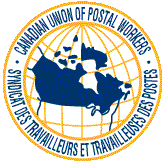 CANADIAN UNION OF POSTAL WORKERS
• SYNDICAT DES TRAVAILLEURS ET TRAVAILLEUSES DES POSTES •